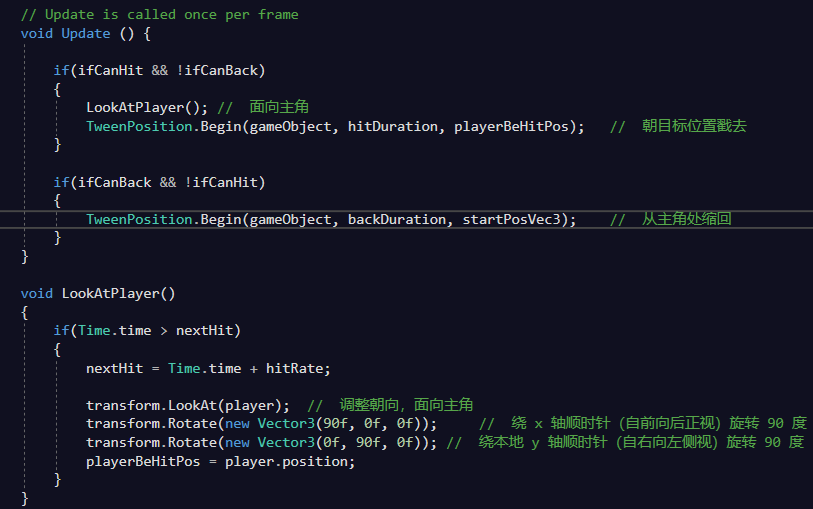 // Update is called once per frame
void Update () {
if(ifCanHit && !ifCanBack)
{
LookAtPlayer(); // 面向主角
TweenPosition.Begin(gameObject, hitDuration, playerBeHitPos); // 朝目标位置戳去
}
if(ifCanBack && !ifCanHit)
{
TweenPosition.Begin(gameObject, backDuration, startPosVec3); // 从主角处缩回
}
}
void LookAtPlayer()
{
if(Time.time > nextHit)
{
nextHit = Time.time + hitRate;
transform.LookAt(player); // 调整朝向，面向主角
transform.Rotate(new Vector3(90f, 0f, 0f)); // 绕 x 轴顺时针（自前向后正视）旋转 90 度
transform.Rotate(new Vector3(0f, 90f, 0f)); // 绕本地 y 轴顺时针（自右向左侧视）旋转 90 度
playerBeHitPos = player.position;
}
}